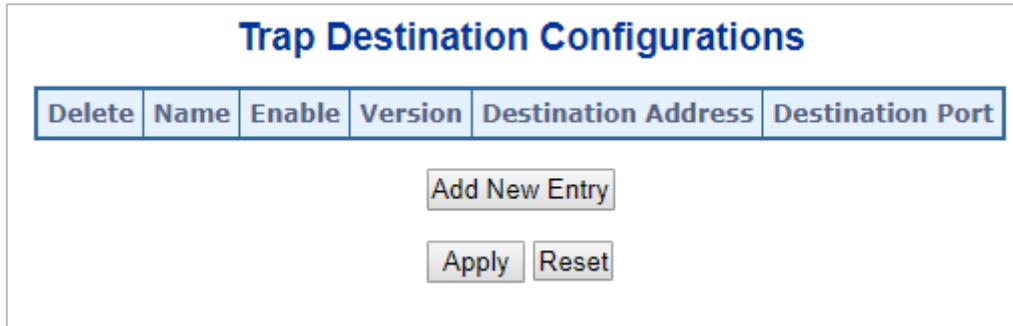 Trap Destination Configurations
Delete Name Enable Version Destination Address Destination Port
Add New Entry
Apply Reset